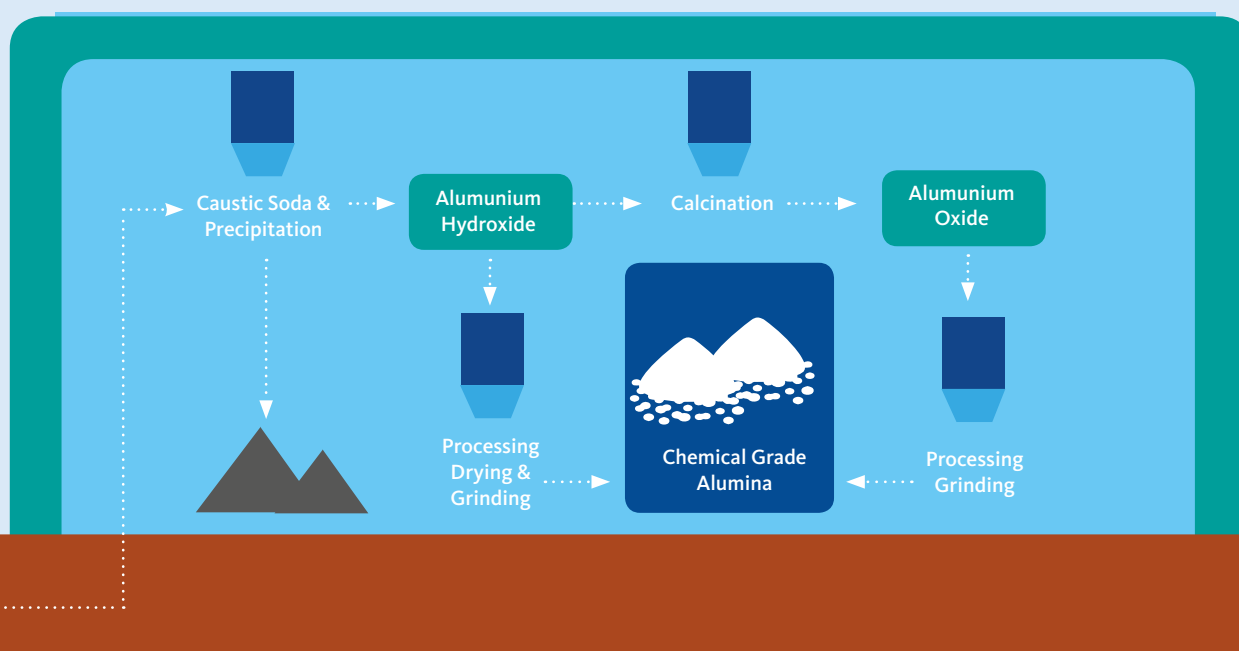 Caustic Soda &
Precipitation
Alumunium
Hydroxide
Calcination
Alumunium
Oxide
Processing
Drying &
Grinding
Chemical Grade
Alumina
Processing
Grinding